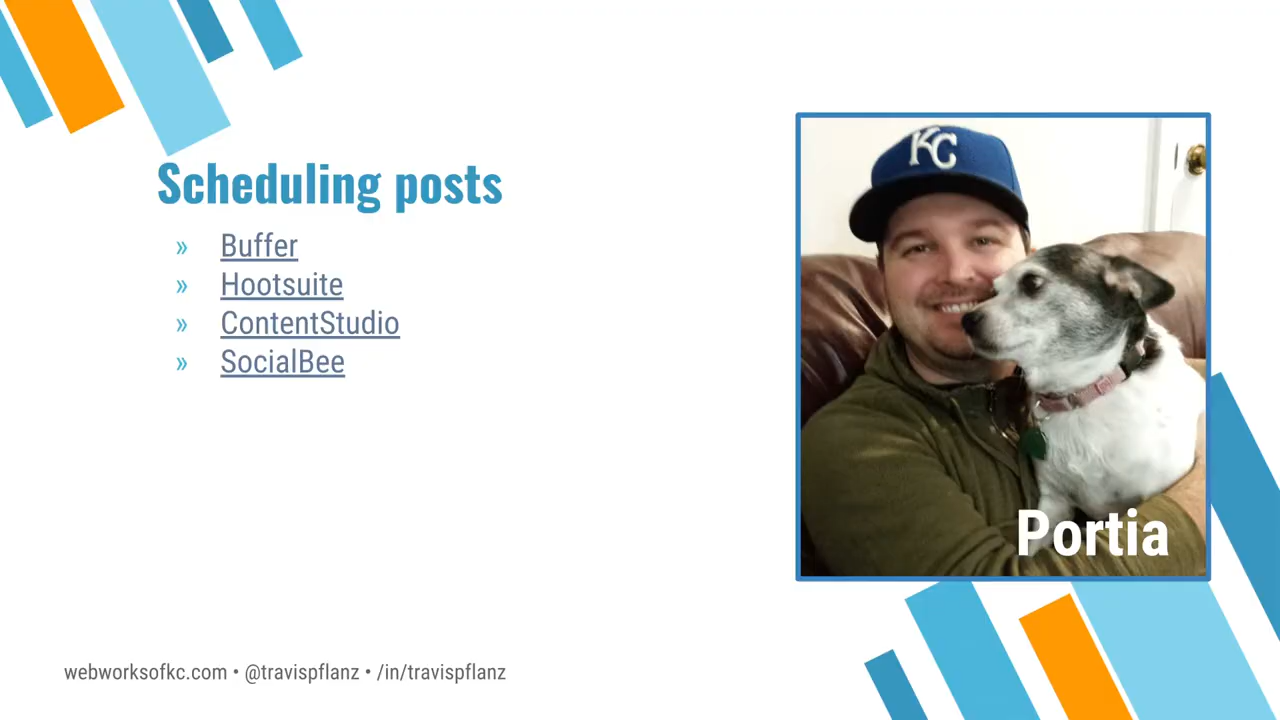 Scheduling posts
» Buffer
» Hootsuite
» ContentStudio
» SocialBee
KC
Portia
webworksofkc.com • @travispflanz • /in/travispflanz